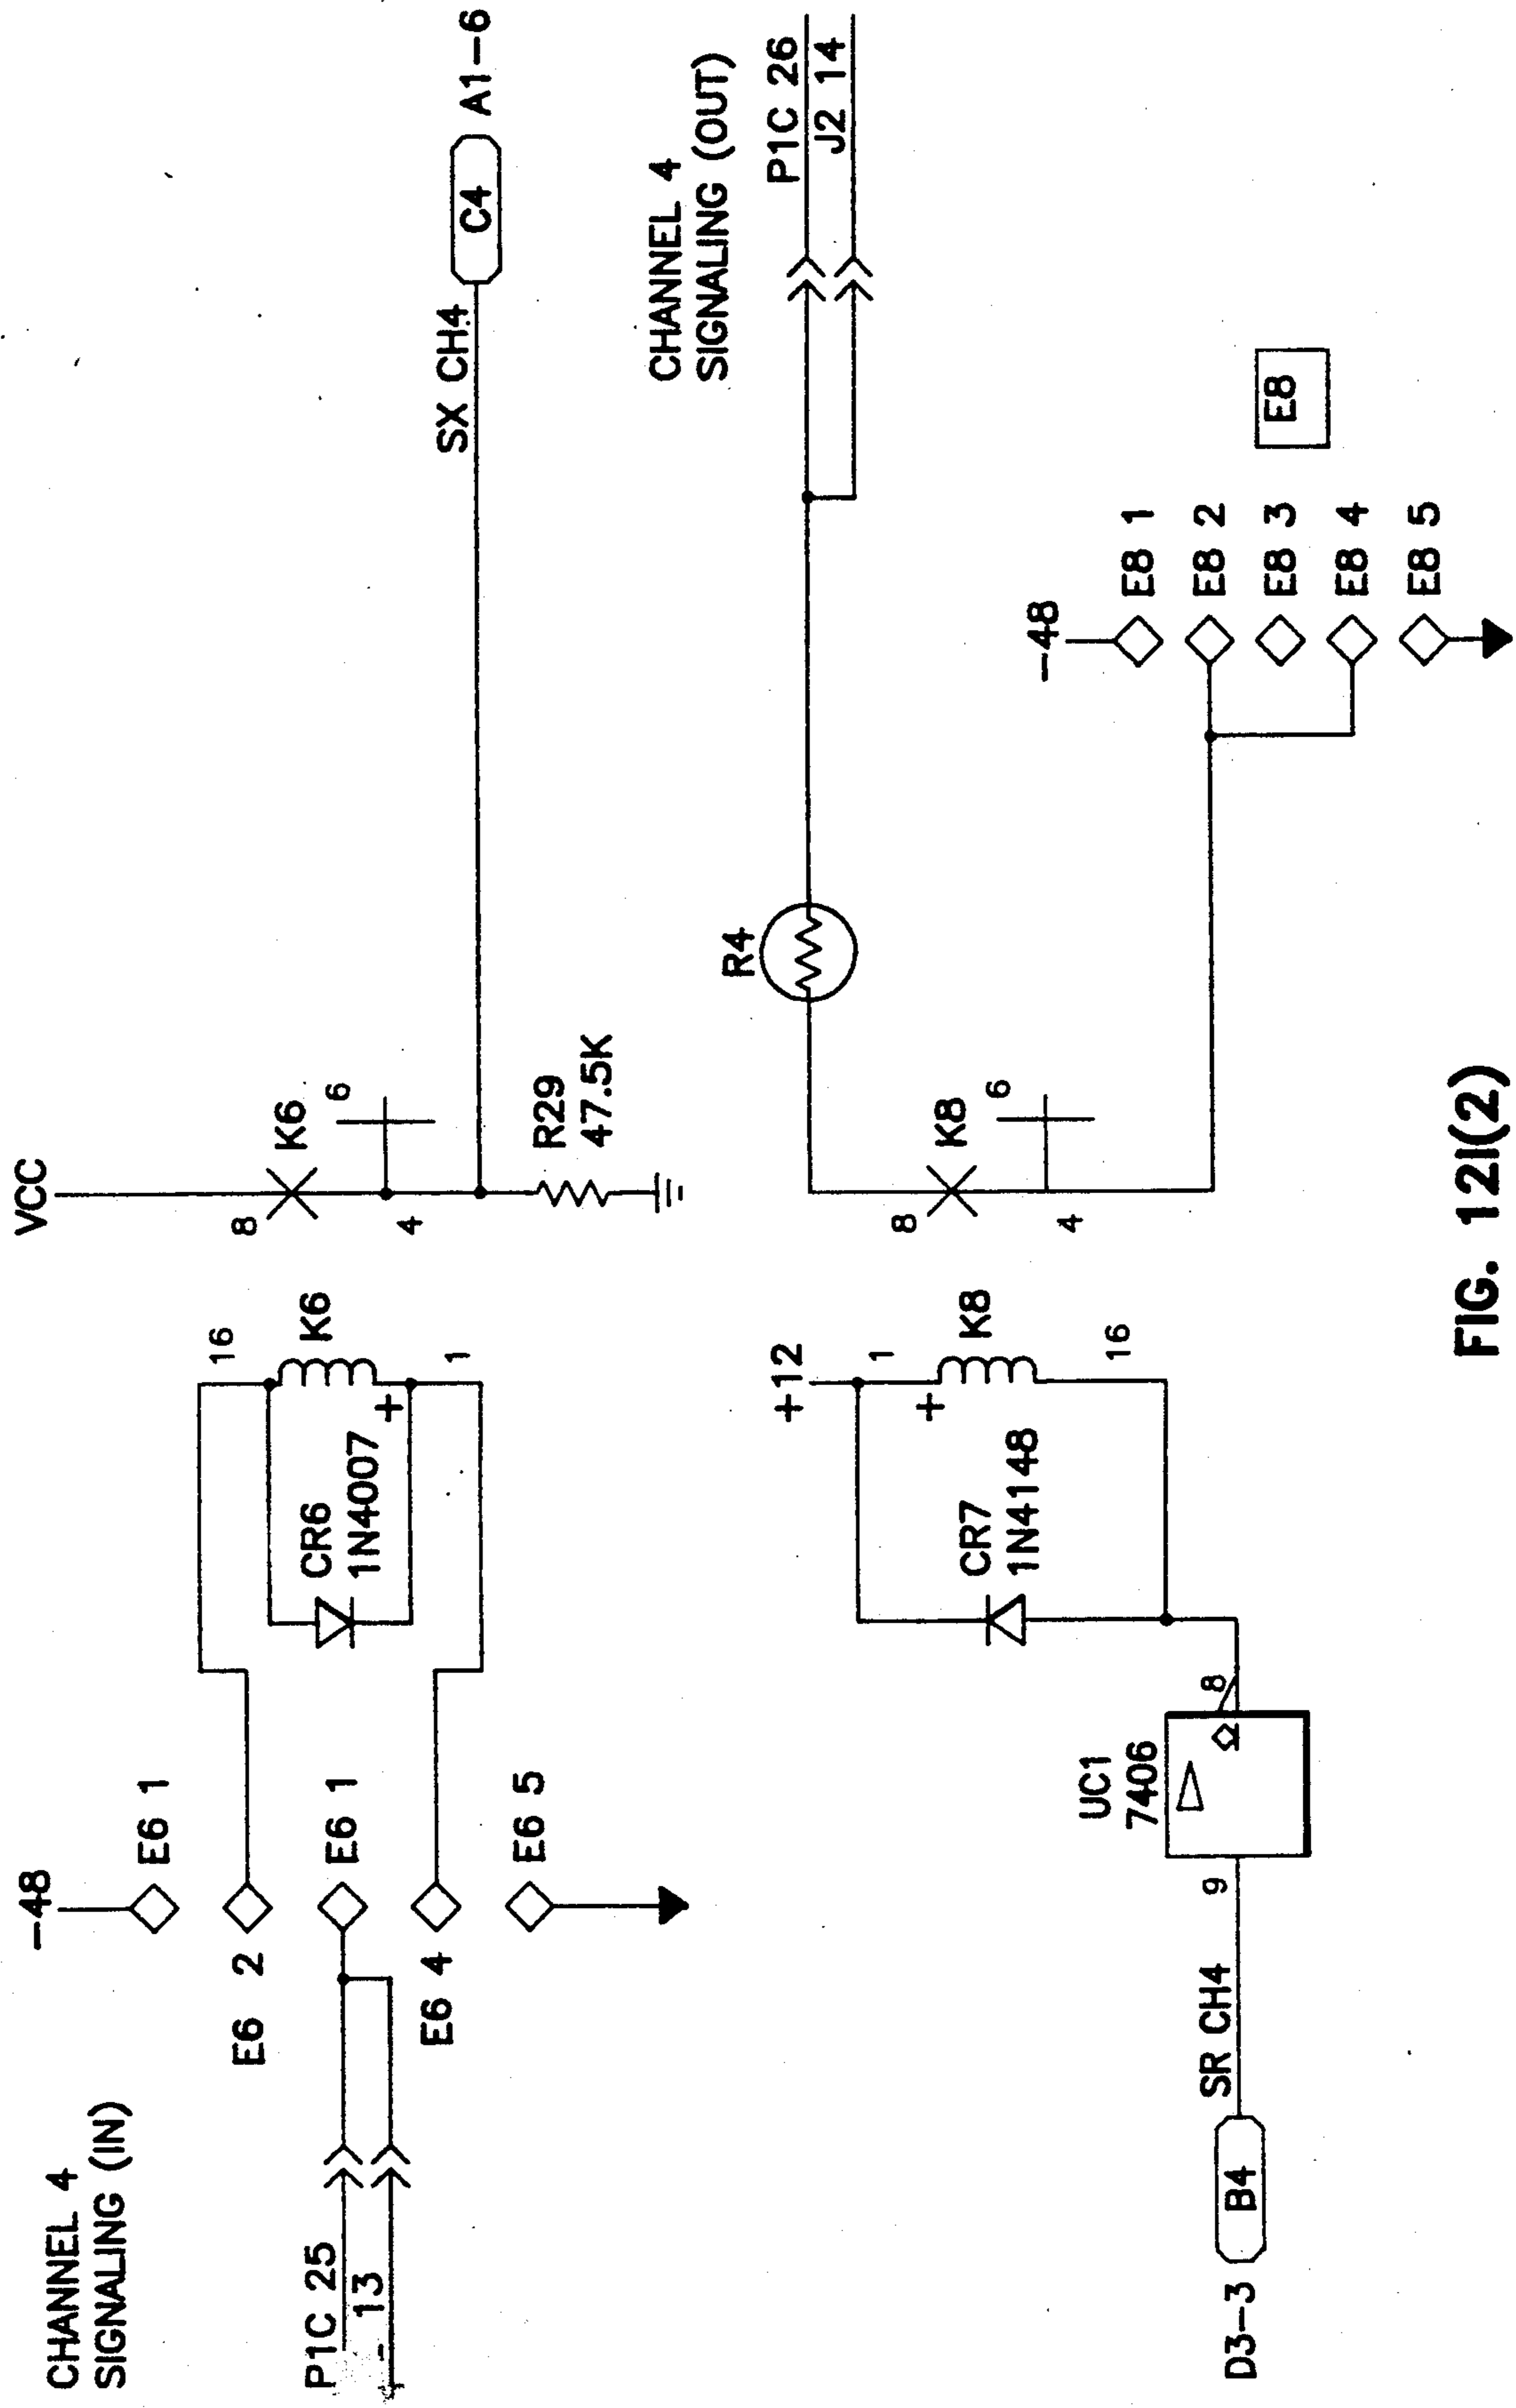 CHANNEL 4
SIGNALING (IN)
P1C 25
13
-48
E6 1
E6 2
E6 1
E6 4
E6 5
16
K6
1
+
CR6
1N4007
VCC
8
K6
6
4
R29
47.5K
SX CH4
C4
A1-6
D3-3
B4
SR CH4
9
UC1
7406
8
CR7
1N4148
+12
1
+
K8
16
8
K8
6
4
R4
CHANNEL 4
SIGNALING (OUT)
P1C 26
J2 14
-48
E8 1
E8 2
E8 3
E8 4
E8 5
E8
FIG. 12I(2)